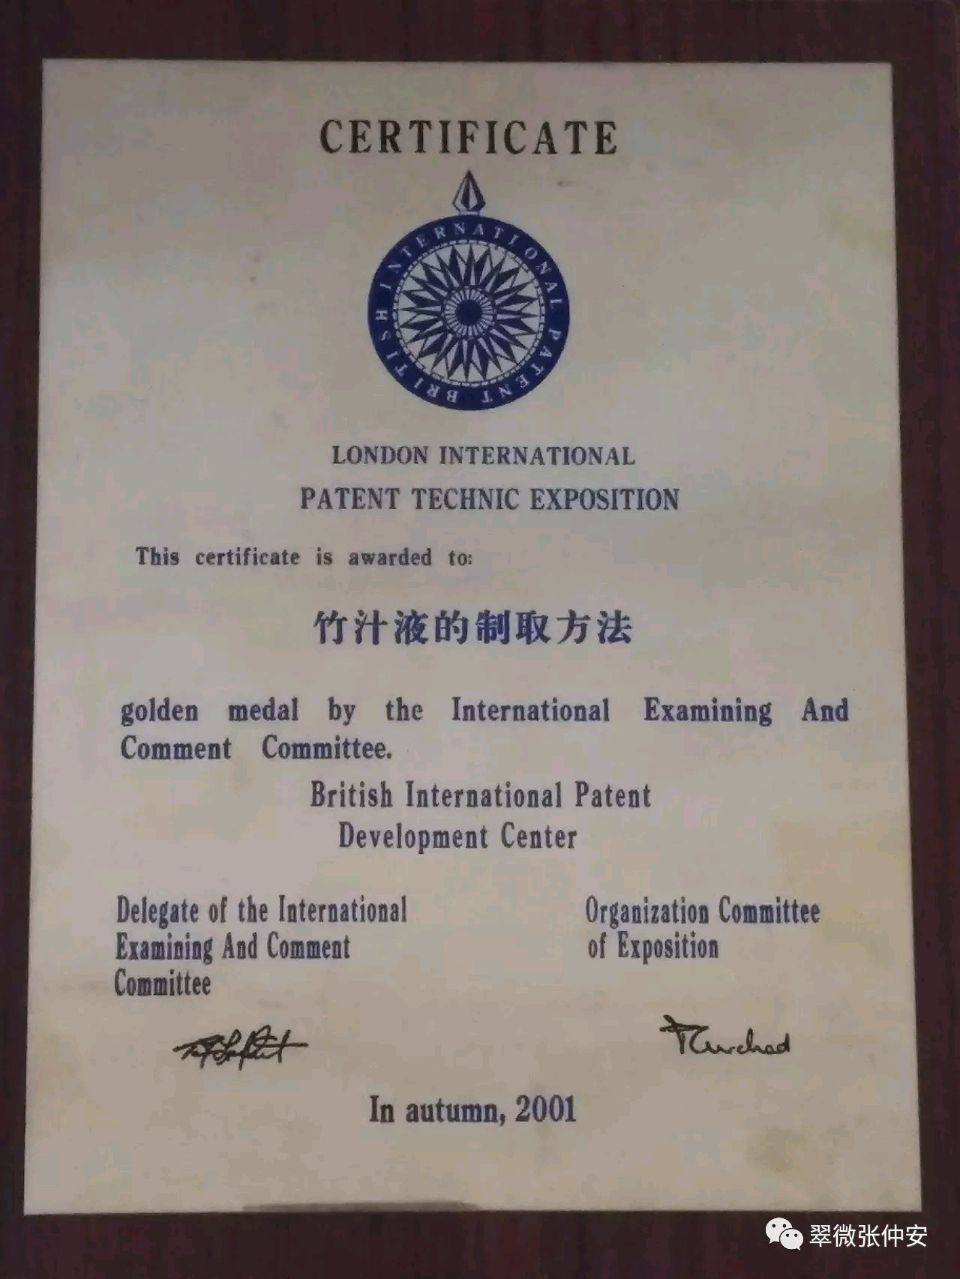 CERTIFICATE
BRITISH INTERNATIONAL PATENT
LONDON INTERNATIONAL
PATENT TECHNIC EXPOSITION
This certificate is awarded to:
竹汁液的制取方法
golden medal by the International Examining And
Comment Committee.
British International Patent
Development Center
Delegate of the International
Examining And Comment
Committee
Organization Committee
of Exposition
In autumn, 2001
翠微张仲安